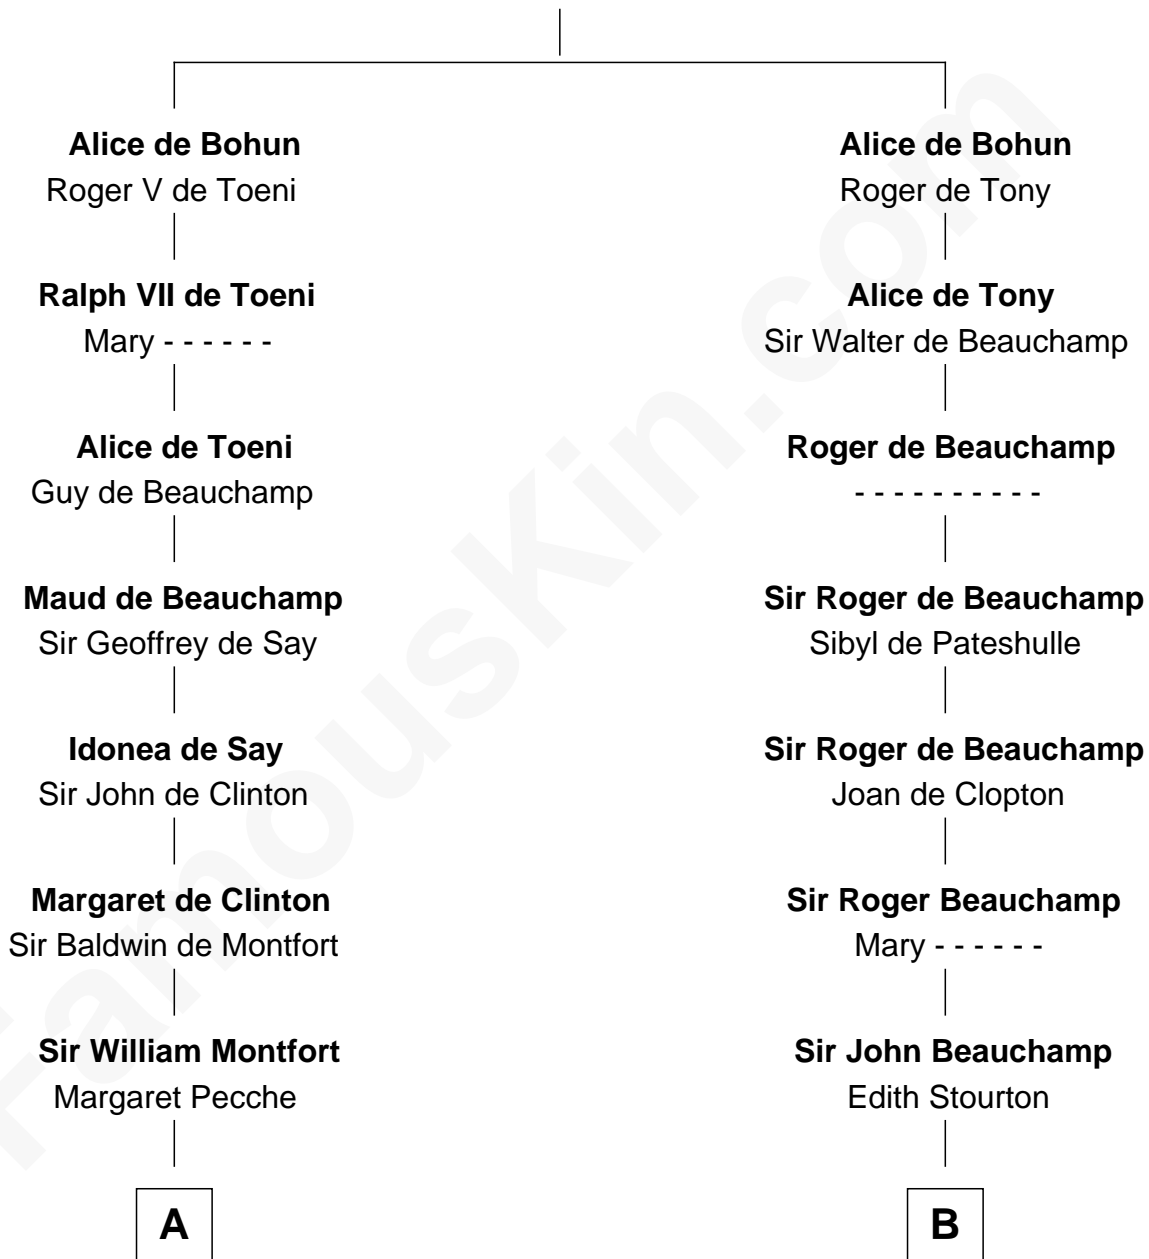 Alice de Bohun
Roger V de Toeni
Ralph VII de Toeni
Mary - - - - - -
Alice de Toeni
Guy de Beauchamp
Maud de Beauchamp
Sir Geoffrey de Say
Idonea de Say
Sir John de Clinton
Margaret de Clinton
Sir Baldwin de Montfort
Sir William Montfort
Margaret Pecche
A
Alice de Bohun
Roger de Tony
Alice de Tony
Sir Walter de Beauchamp
Roger de Beauchamp
- - - - - - - - - -
Sir Roger de Beauchamp
Sibyl de Pateshulle
Sir Roger de Beauchamp
Joan de Clopton
Sir Roger Beauchamp
Mary - - - - - -
Sir John Beauchamp
Edith Stourton
B
FamousKin.com